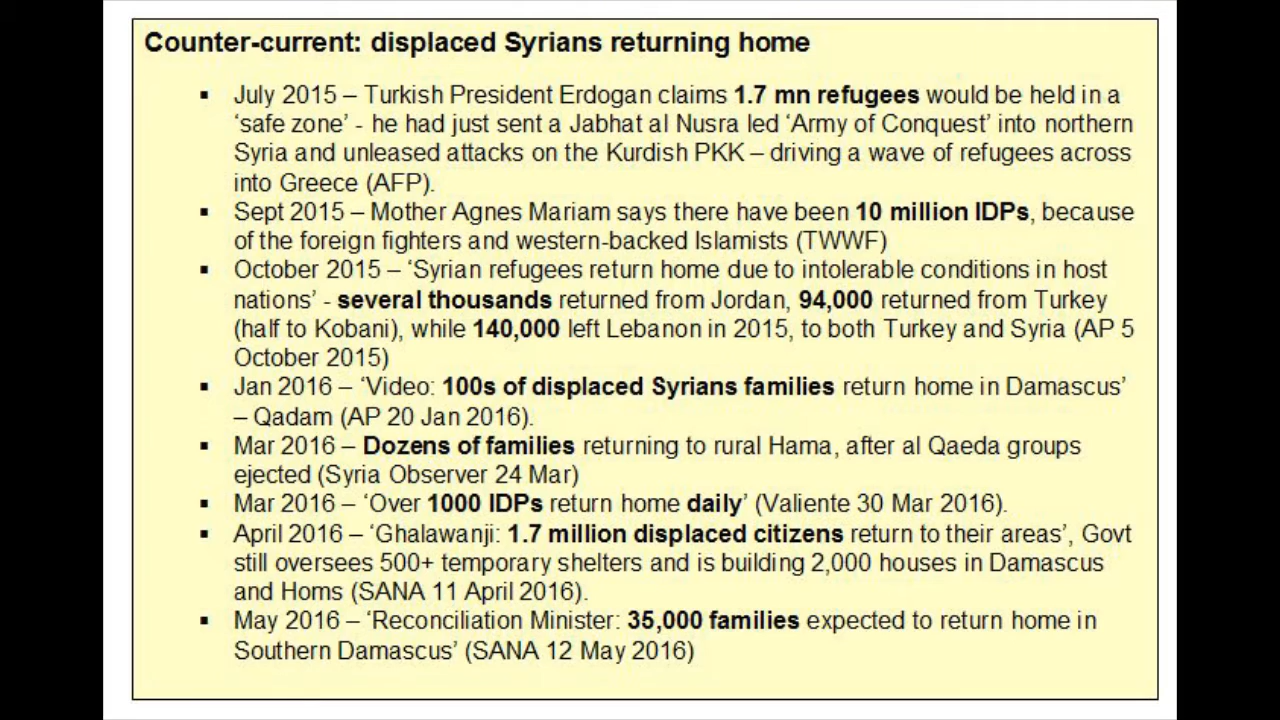 Counter-current: displaced Syrians returning home
▪ July 2015 – Turkish President Erdogan claims 1.7 mn refugees would be held in a
‘safe zone’ - he had just sent a Jabhat al Nusra led ‘Army of Conquest’ into northern
Syria and unleased attacks on the Kurdish PKK – driving a wave of refugees across
into Greece (AFP).
▪ Sept 2015 – Mother Agnes Mariam says there have been 10 million IDPs, because
of the foreign fighters and western-backed Islamists (TWWF)
▪ October 2015 – ‘Syrian refugees return home due to intolerable conditions in host
nations’ - several thousands returned from Jordan, 94,000 returned from Turkey
(half to Kobani), while 140,000 left Lebanon in 2015, to both Turkey and Syria (AP 5
October 2015)
▪ Jan 2016 – ‘Video: 100s of displaced Syrians families return home in Damascus’
– Qadam (AP 20 Jan 2016).
▪ Mar 2016 – Dozens of families returning to rural Hama, after al Qaeda groups
ejected (Syria Observer 24 Mar)
▪ Mar 2016 – ‘Over 1000 IDPs return home daily’ (Valiente 30 Mar 2016).
▪ April 2016 – ‘Ghalawanji: 1.7 million displaced citizens return to their areas’, Govt
still oversees 500+ temporary shelters and is building 2,000 houses in Damascus
and Homs (SANA 11 April 2016).
▪ May 2016 – ‘Reconciliation Minister: 35,000 families expected to return home in
Southern Damascus’ (SANA 12 May 2016)